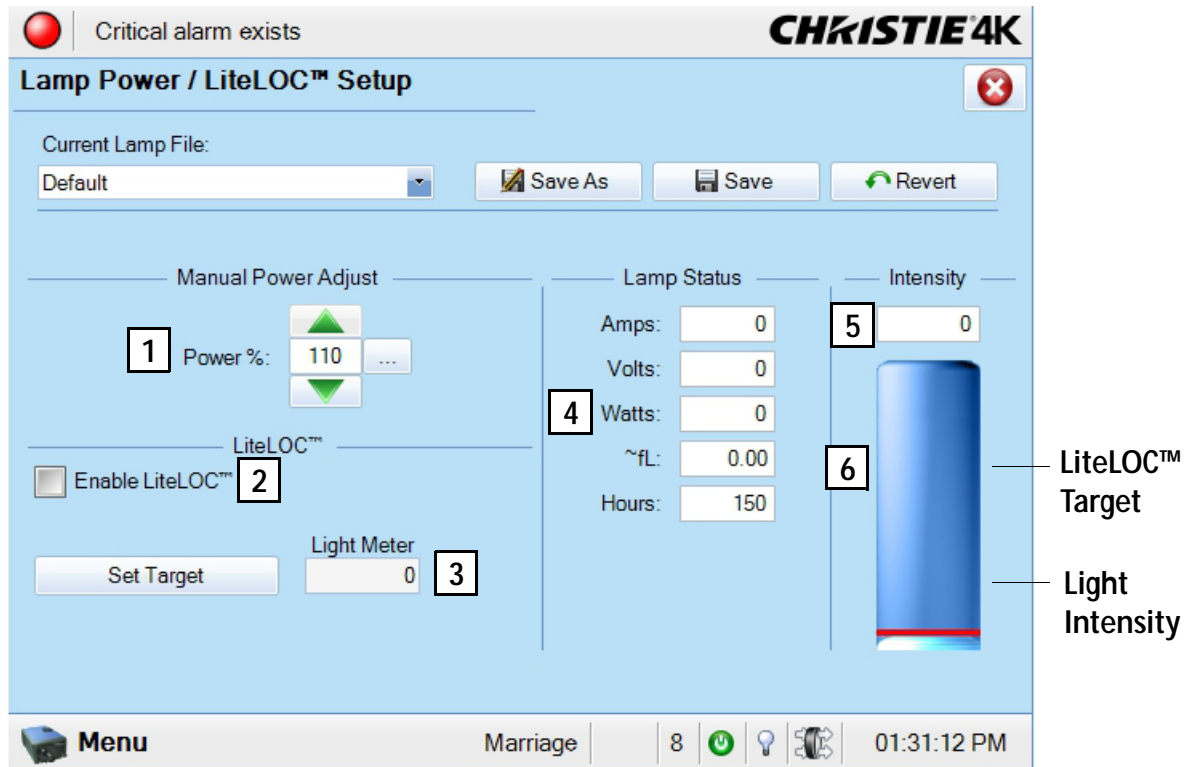 Critical alarm exists
CHRISTIE 4K
Lamp Power / LiteLOC™ Setup
Current Lamp File:
Default
Save As
Save
Revert
Manual Power Adjust
1
Power %:
110
...
LiteLOC™
Enable LiteLOC™
2
Set Target
Light Meter
0
3
Lamp Status
Amps:
0
Volts:
0
4
Watts:
0
~fL:
0.00
Hours:
150
Intensity
5
0
6
LiteLOC™
Target
Light
Intensity
Menu
Marriage
8
01:31:12 PM